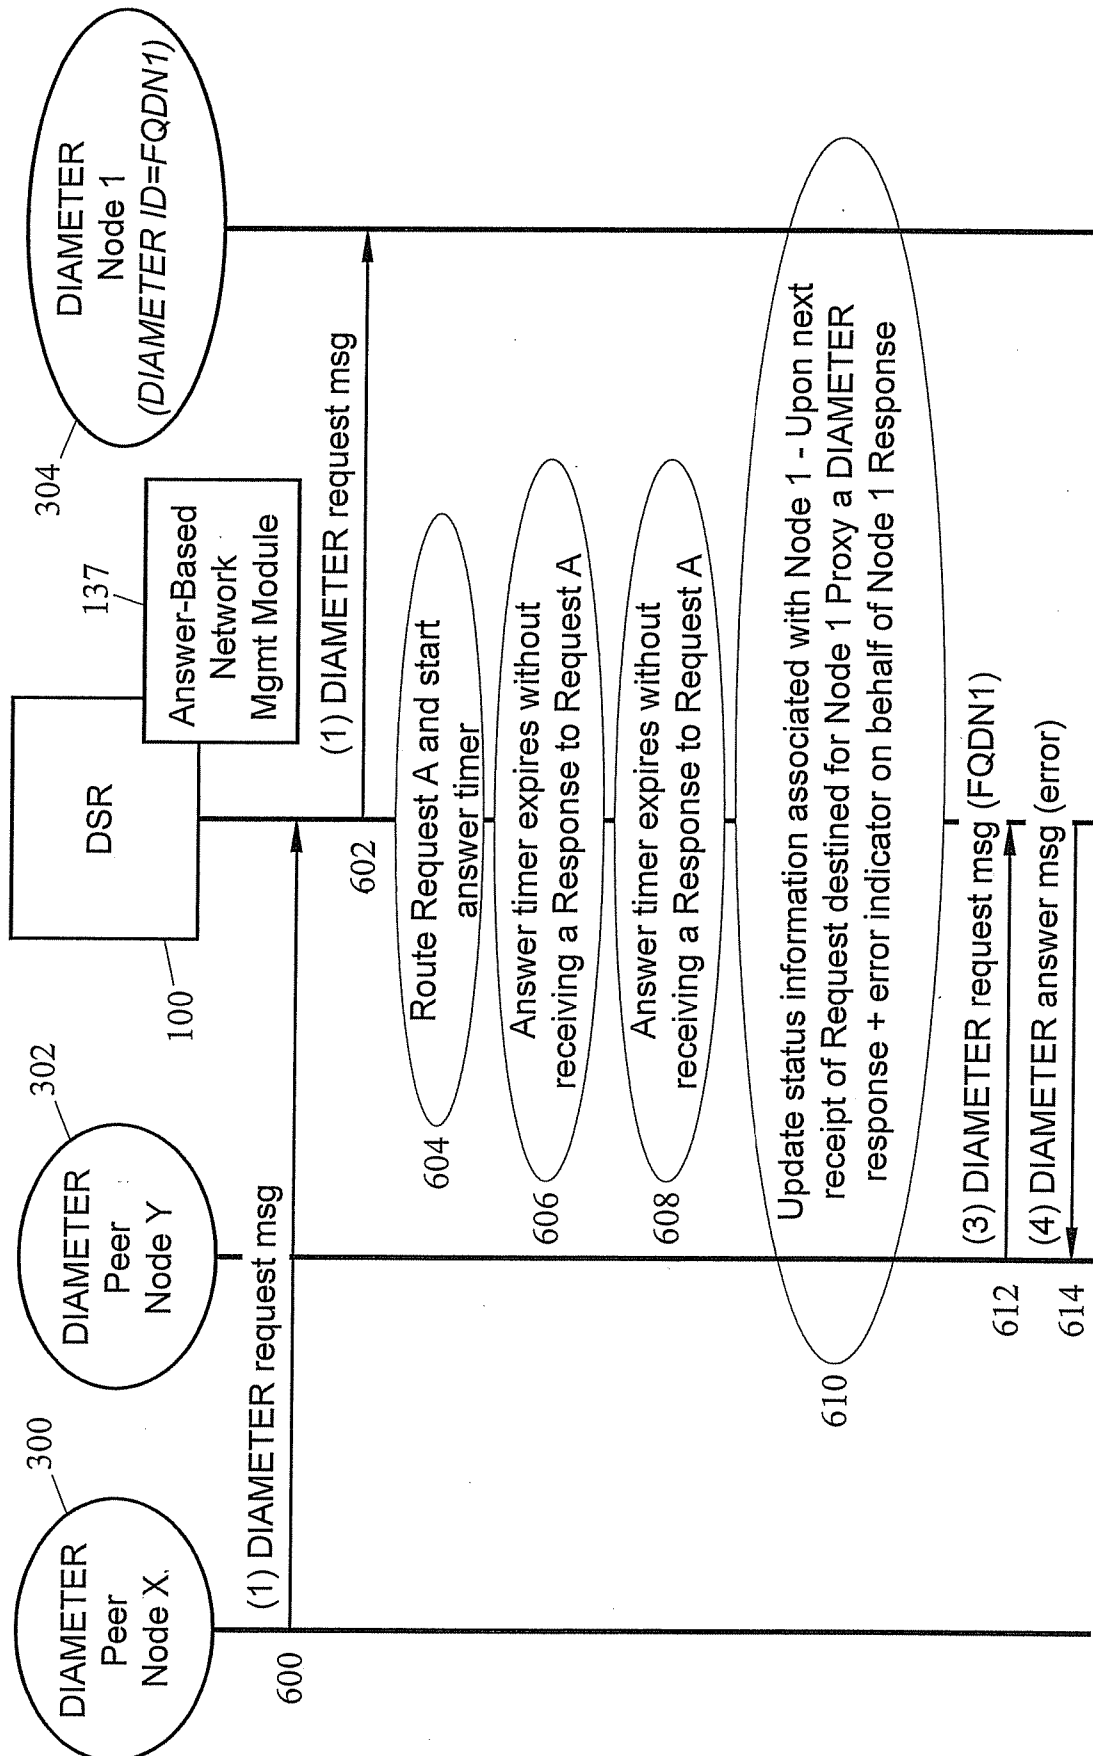 DIAMETER
Peer
Node X
300
DIAMETER
Peer
Node Y
302
DSR
100
Answer-Based
Network
Mgmt Module
137
DIAMETER
Node 1
(DIAMETER ID=FQDN1)
304
600
(1) DIAMETER request msg
602
(1) DIAMETER request msg
604
Route Request A and start
answer timer
606
Answer timer expires without
receiving a Response to Request A
608
Answer timer expires without
receiving a Response to Request A
610
Update status information associated with Node 1 - Upon next
receipt of Request destined for Node 1 Proxy a DIAMETER
response + error indicator on behalf of Node 1 Response
612
(3) DIAMETER request msg (FQDN1)
614
(4) DIAMETER answer msg (error)